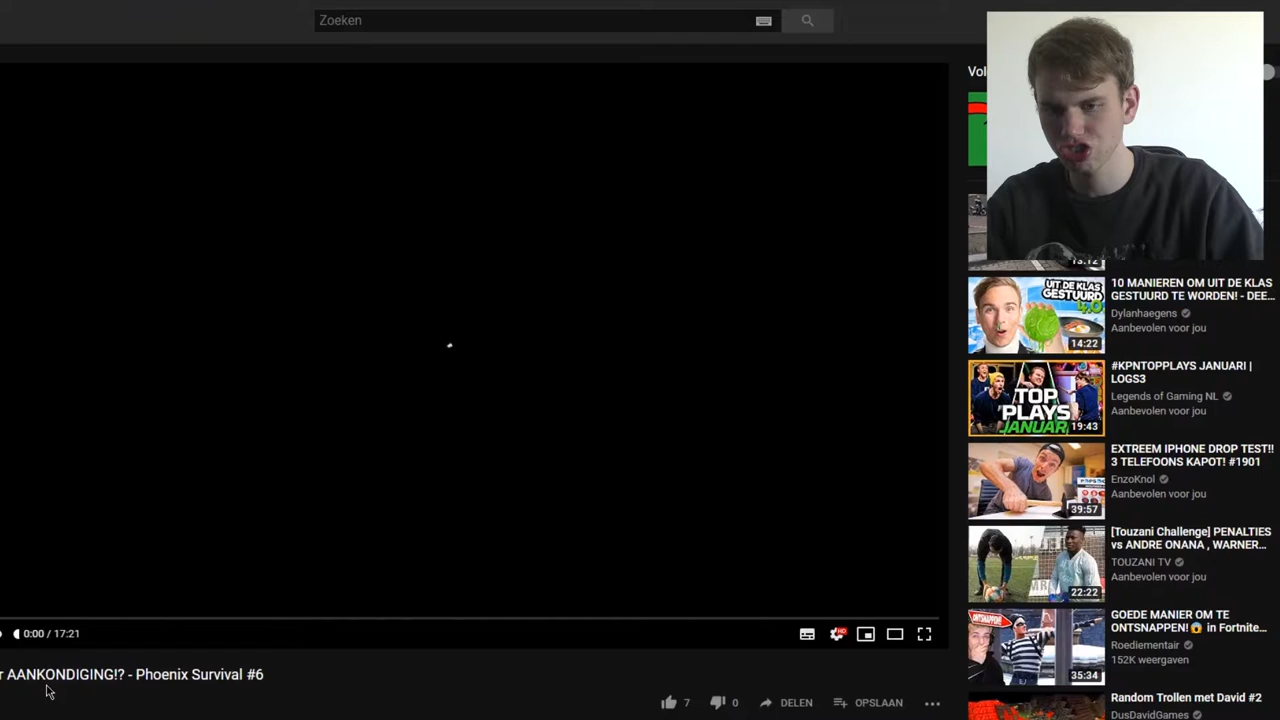 Zoeken
Vol
13:12
UIT DE KLAS
GESTUURD
4.0
14:22
10 MANIEREN OM UIT DE KLAS
GESTUURD TE WORDEN! - DEE...
Dylanhaegens
Aanbevolen voor jou
TOP
PLAYS
JANUARI
19:43
#KPNTOPPLAYS JANUARI |
LOGS3
Legends of Gaming NL
Aanbevolen voor jou
39:57
EXTREEM IPHONE DROP TEST!!
3 TELEFOONS KAPOT! #1901
EnzoKnol
Aanbevolen voor jou
22:22
[Touzani Challenge] PENALTIES
vs ANDRE ONANA , WARNER...
TOUZANI TV
Aanbevolen voor jou
ONTSNAPPEN!
35:34
GOEDE MANIER OM TE
ONTSNAPPEN!😱 in Fortnite...
Roediementair
152K weergaven
Random Trollen met David #2
DusDavidGames
0:00 / 17:21
HD
r AANKONDIGING!? - Phoenix Survival #6
7
0
DELEN
OPSLAAN